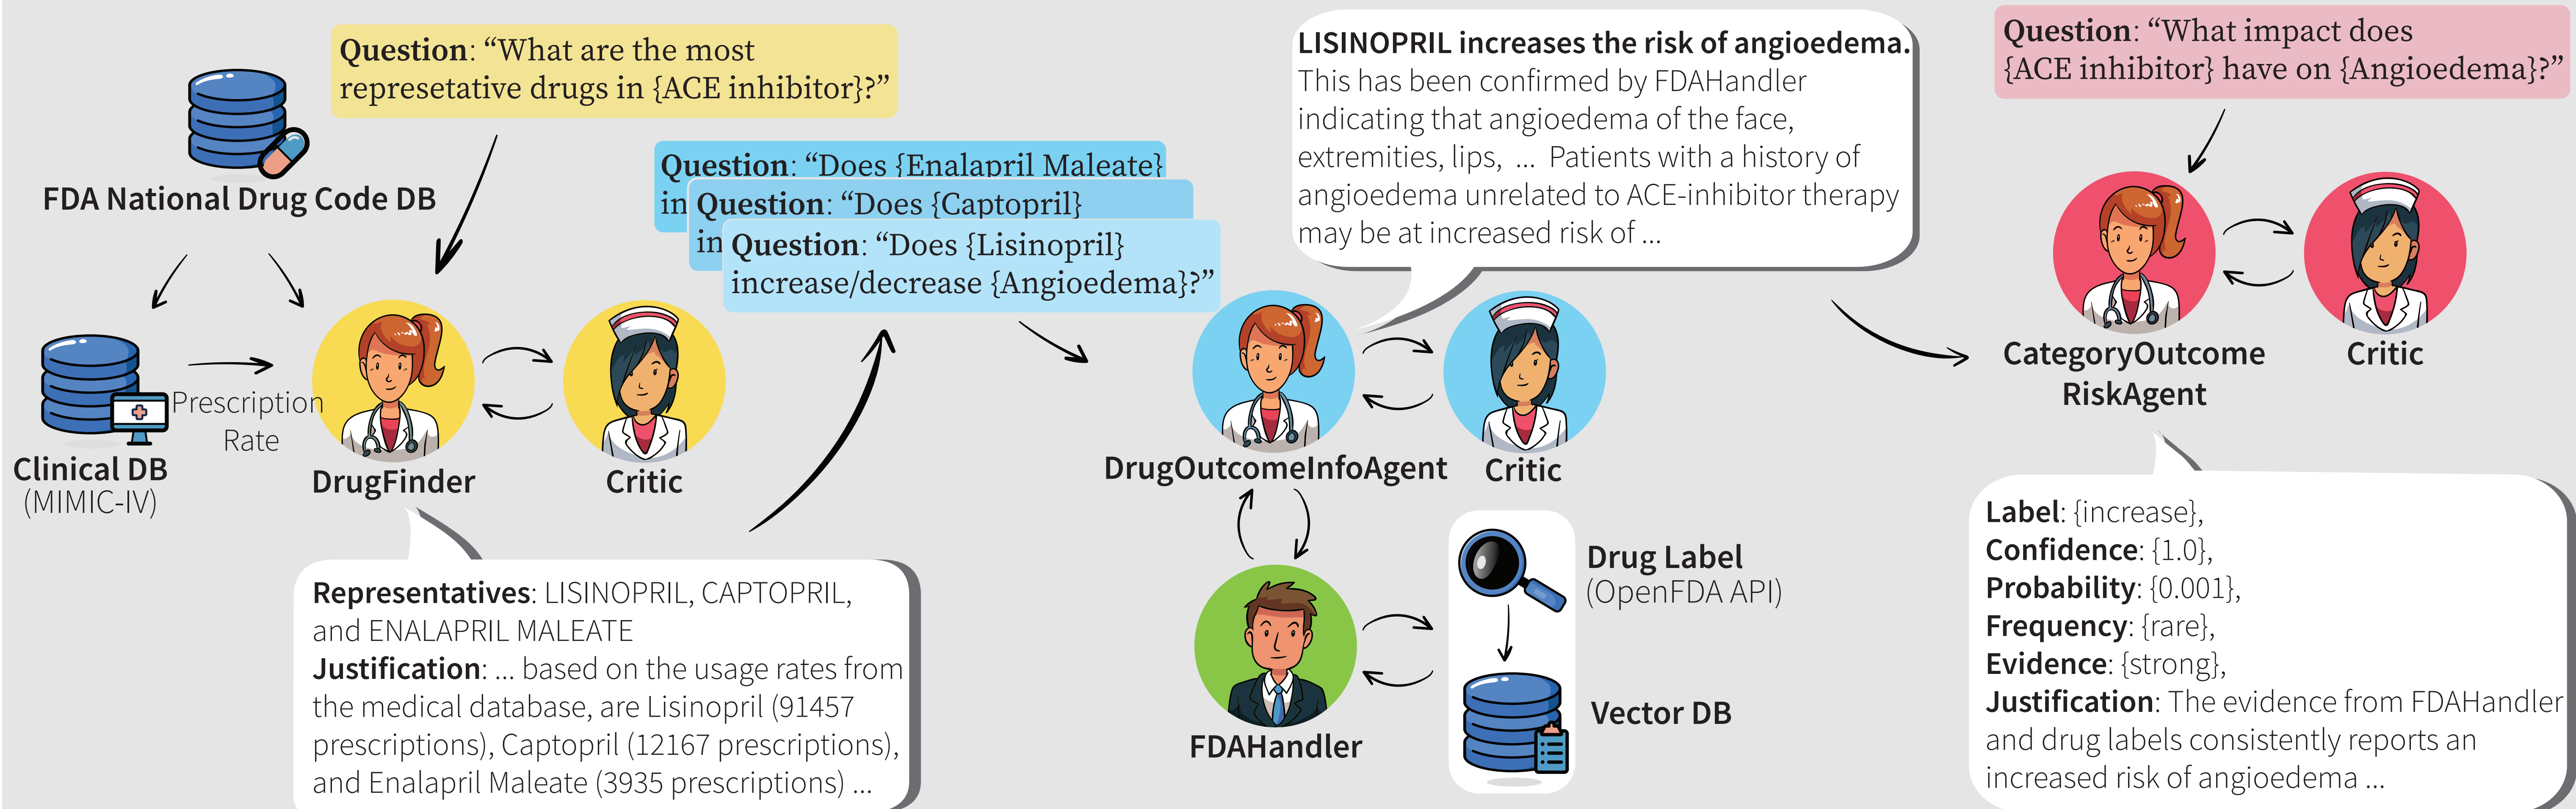 Question: “What are the most
represetative drugs in {ACE inhibitor}?”
FDA National Drug Code DB
Clinical DB
(MIMIC-IV)
Prescription
Rate
DrugFinder
Critic
Representatives: LISINOPRIL, CAPTOPRIL,
and ENALAPRIL MALEATE
Justification: ... based on the usage rates from
the medical database, are Lisinopril (91457
prescriptions), Captopril (12167 prescriptions),
and Enalapril Maleate (3935 prescriptions) ...
Question: “Does {Enalapril Maleate}
in
Question: “Does {Captopril}
in
Question: “Does {Lisinopril}
increase/decrease {Angioedema}?”
LISINOPRIL increases the risk of angioedema.
This has been confirmed by FDAHandler
indicating that angioedema of the face,
extremities, lips, ... Patients with a history of
angioedema unrelated to ACE-inhibitor therapy
may be at increased risk of ...
DrugOutcomeInfoAgent
Critic
FDAHandler
Drug Label
(OpenFDA API)
Vector DB
Question: “What impact does
{ACE inhibitor} have on {Angioedema}?”
CategoryOutcome
RiskAgent
Critic
Label: {increase},
Confidence: {1.0},
Probability: {0.001},
Frequency: {rare},
Evidence: {strong},
Justification: The evidence from FDAHandler
and drug labels consistently reports an
increased risk of angioedema ...